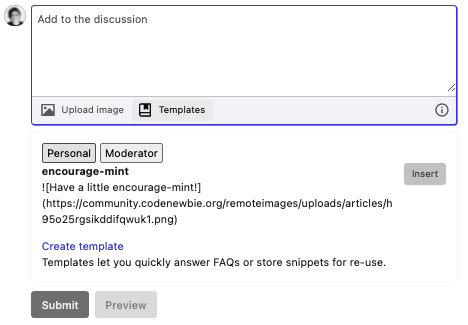 Add to the discussion
Upload image
Templates
Personal
Moderator
encourage-mint
Insert
![Have a little encourage-mint!]
(https://community.codenewbie.org/remoteimages/uploads/articles/h
95o25rgsikddifqwuk1.png)
Create template
Templates let you quickly answer FAQs or store snippets for re-use.
Submit
Preview